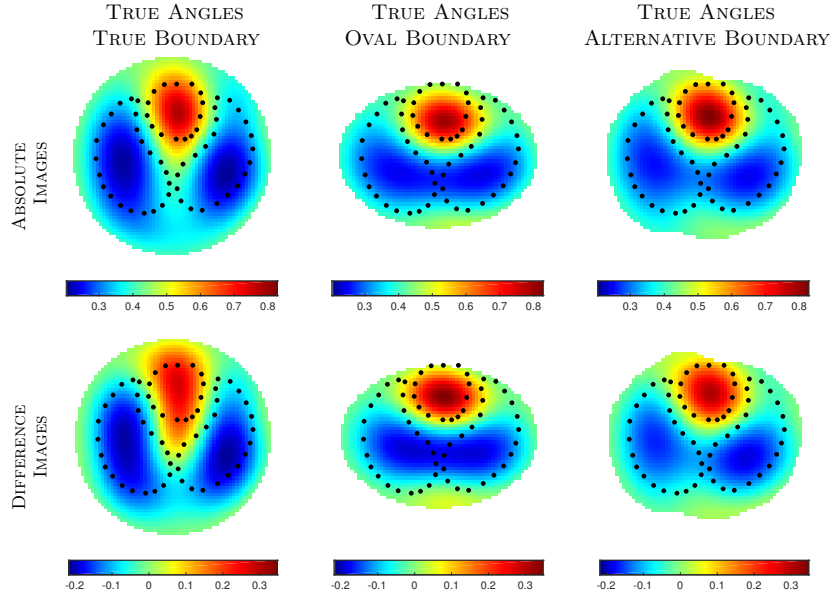 TRUE ANGLES
TRUE BOUNDARY
TRUE ANGLES
OVAL BOUNDARY
TRUE ANGLES
ALTERNATIVE BOUNDARY
ABSOLUTE
IMAGES
0.3 0.4 0.5 0.6 0.7 0.8
0.3 0.4 0.5 0.6 0.7 0.8
0.3 0.4 0.5 0.6 0.7 0.8
DIFFERENCE
IMAGES
-0.2 -0.1 0 0.1 0.2 0.3
-0.2 -0.1 0 0.1 0.2 0.3
-0.2 -0.1 0 0.1 0.2 0.3